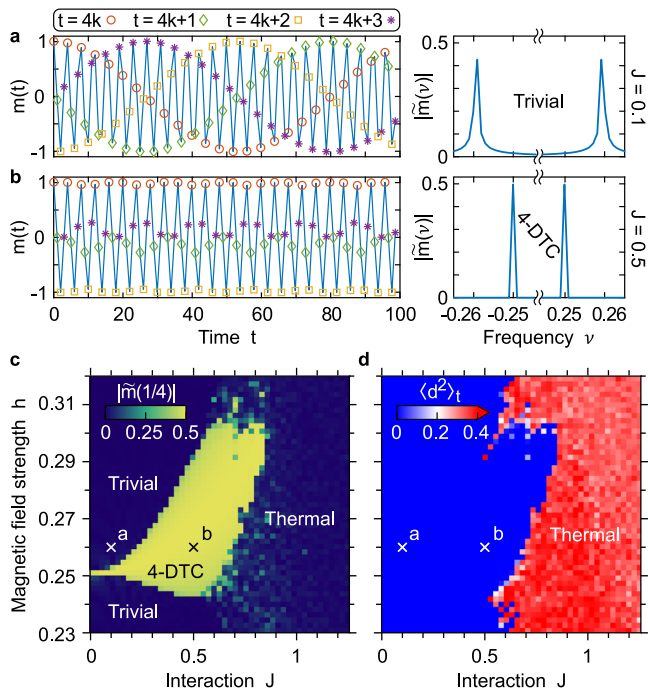 t = 4k t = 4k+1 t = 4k+2 t = 4k+3
a
m(t)
1
0
-1
|m̃(ν)|
0.5
0
Trivial
J = 0.1
b
m(t)
1
0
-1
0 20 40 60 80 100
Time t
|m̃(ν)|
0.5
0
4-DTC
J = 0.5
-0.26 -0.25 0.25 0.26
Frequency ν
c
Magnetic field strength h
0.31
0.29
0.27
0.25
0.23
|m̃(1/4)|
0 0.25 0.5
Trivial
a
b
Thermal
4-DTC
Trivial
0 0.5 1
Interaction J
d
⟨d²⟩ₜ
0 0.2 0.4
a
b
Thermal
0 0.5 1
Interaction J